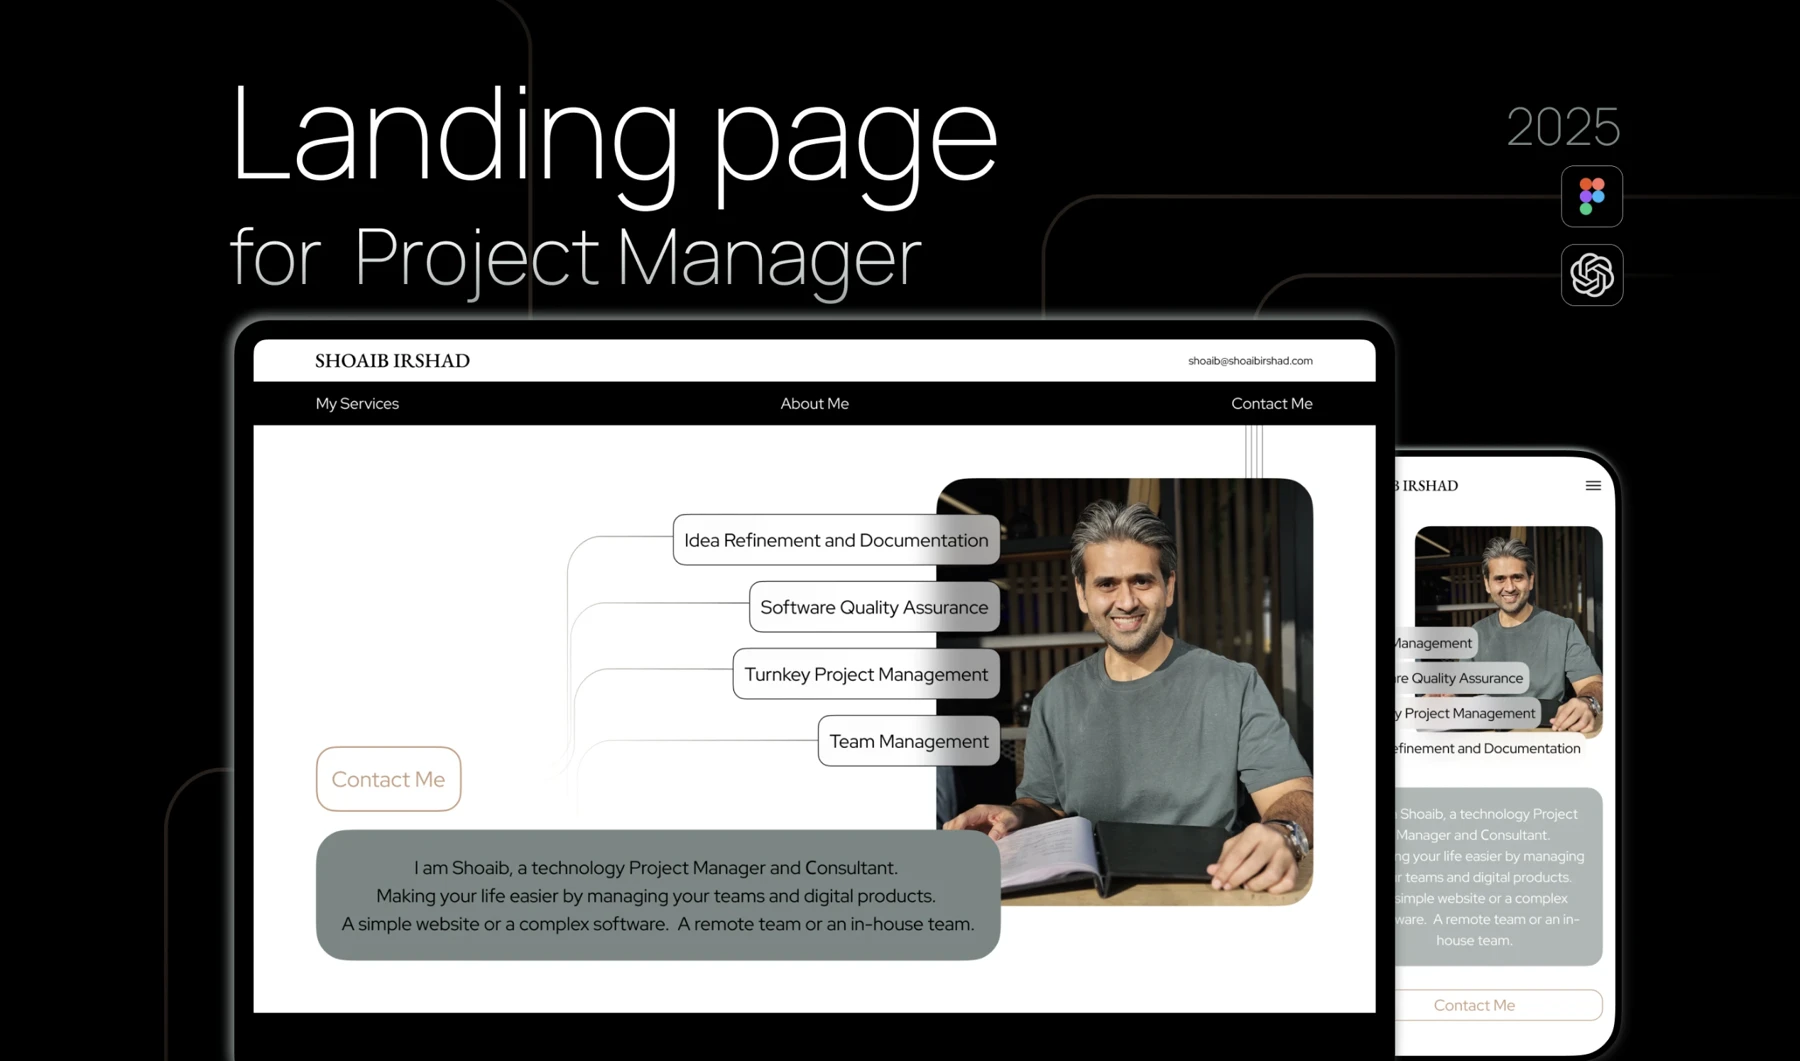 Landing page
for Project Manager
2025
SHOAIB IRSHAD
shoaib@shoaibirshad.com
My Services
About Me
Contact Me
Idea Refinement and Documentation
Software Quality Assurance
Turnkey Project Management
Team Management
Contact Me
I am Shoaib, a technology Project Manager and Consultant.
Making your life easier by managing your teams and digital products.
A simple website or a complex software. A remote team or an in-house team.
B IRSHAD
Management
re Quality Assurance
y Project Management
efinement and Documentation
Shoaib, a technology Project
Manager and Consultant.
ng your life easier by managing
r teams and digital products.
simple website or a complex
ware. A remote team or an in-
house team.
Contact Me